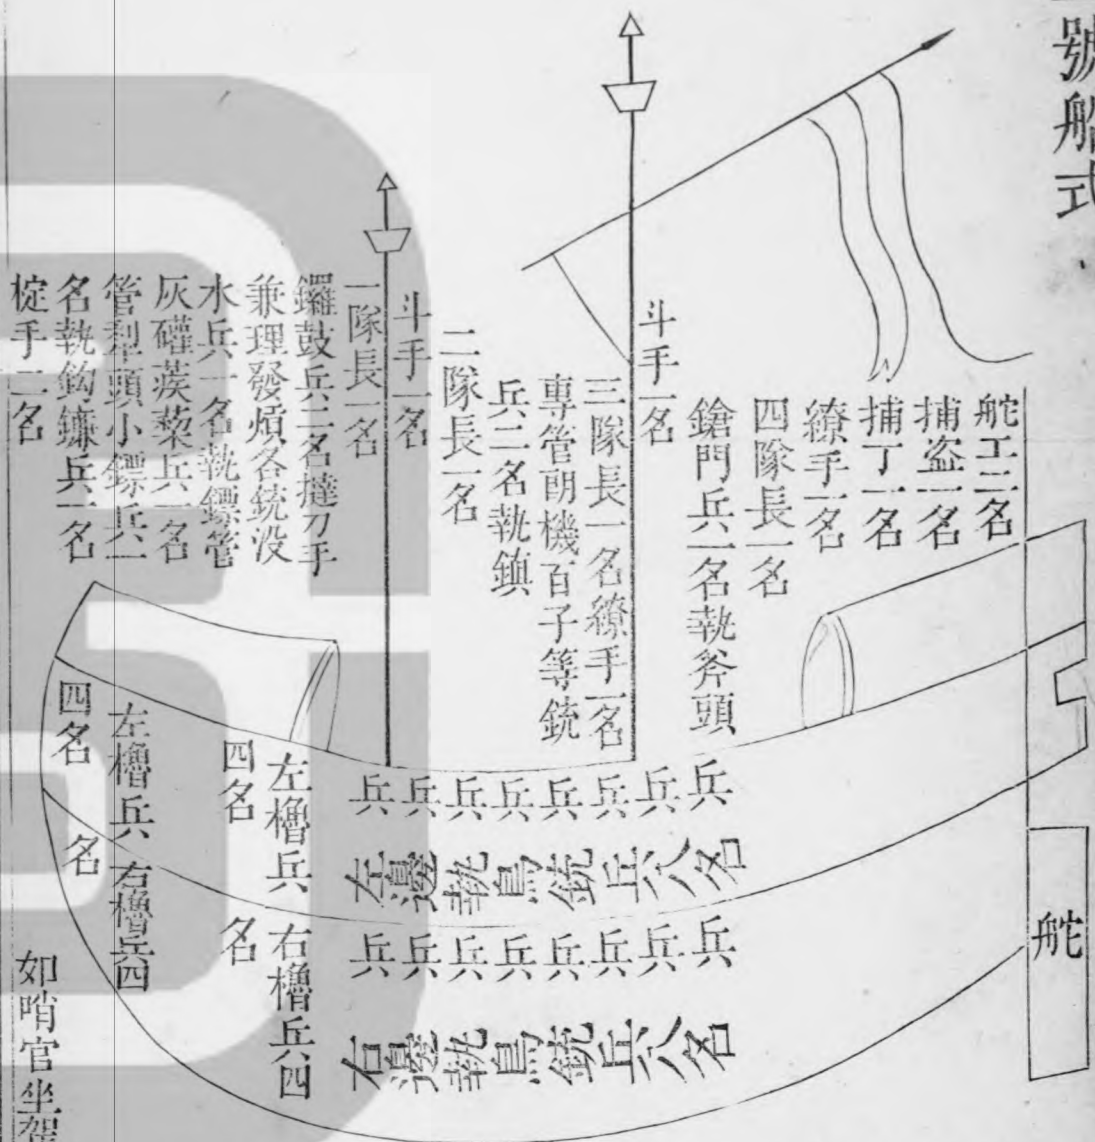 號船式
舵工二名
捕盜一名
捕丁一名
繚手一名
四隊長一名
鎗門兵一名執斧頭
斗手一名
三隊長一名繚手一名
專管朗機百子等銃
兵二名執鎮
二隊長一名
斗手一名
一隊長一名
鑼鼓兵二名撻刀手
兼理發熕各銃没
水兵一名執鏢管
灰礶蒺藜兵一名
管犁頭小鏢兵一
名執鈎鐮兵一名
椗手二名
舵
兵兵兵兵兵兵兵兵
左邊執鳥銃兵八名
兵兵兵兵兵兵兵兵
右邊執鳥銃兵八名
左櫓兵
四名
右櫓兵四
名
左櫓兵
四名
右櫓兵四
名
如哨官坐